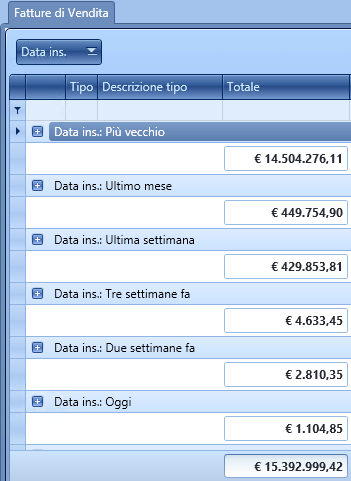 Fatture di Vendita
Data ins.
Tipo Descrizione tipo Totale
Data ins.: Più vecchio
€ 14.504.276,11
Data ins.: Ultimo mese
€ 449.754,90
Data ins.: Ultima settimana
€ 429.853,81
Data ins.: Tre settimane fa
€ 4.633,45
Data ins.: Due settimane fa
€ 2.810,35
Data ins.: Oggi
€ 1.104,85
€ 15.392.999,42